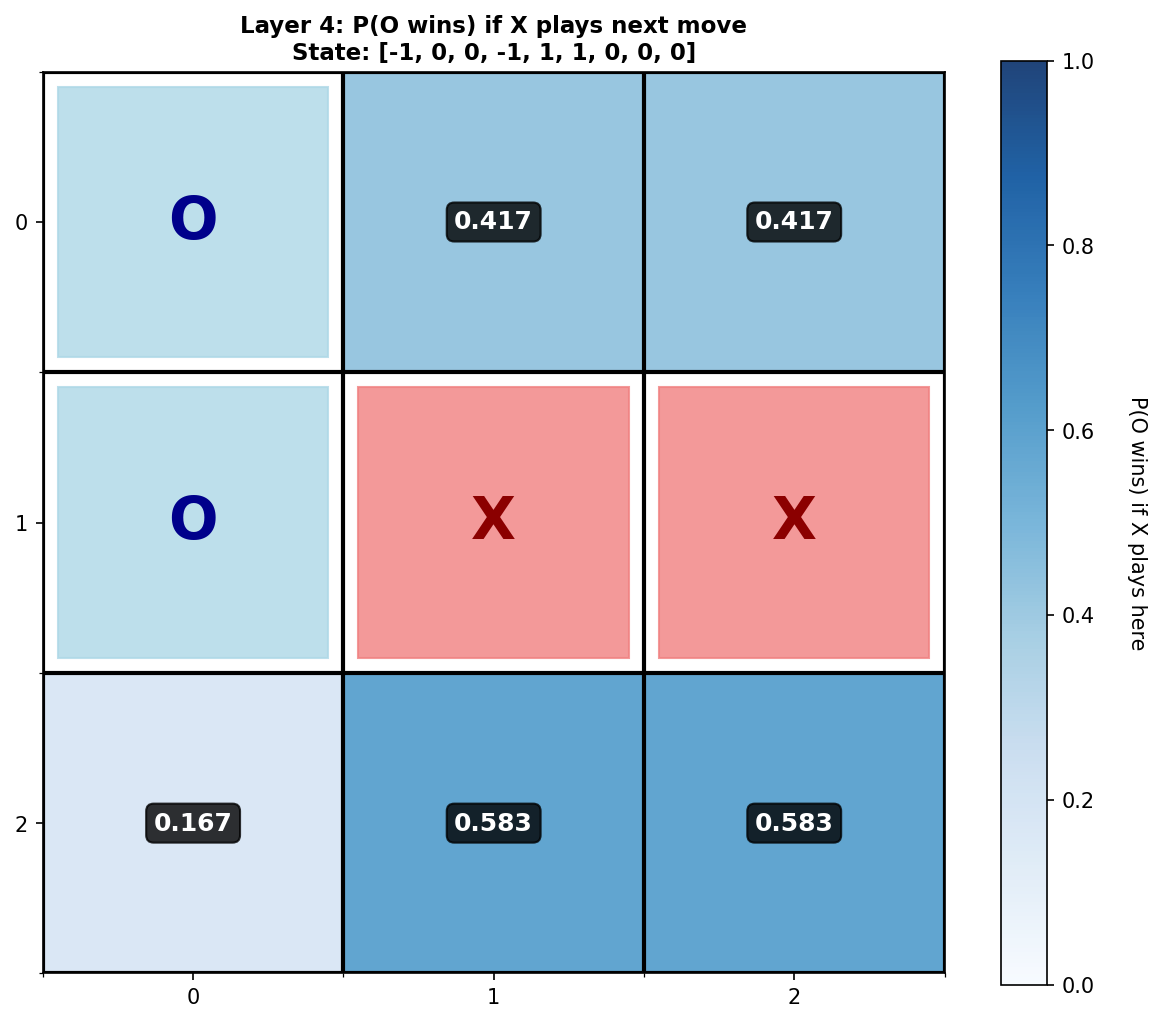 Layer 4: P(O wins) if X plays next move
State: [-1, 0, 0, -1, 1, 1, 0, 0, 0]
0
O
0.417
0.417
1
O
X
X
2
0.167
0.583
0.583
0
1
2
1.0
0.8
0.6
0.4
0.2
0.0
P(O wins) if X plays here